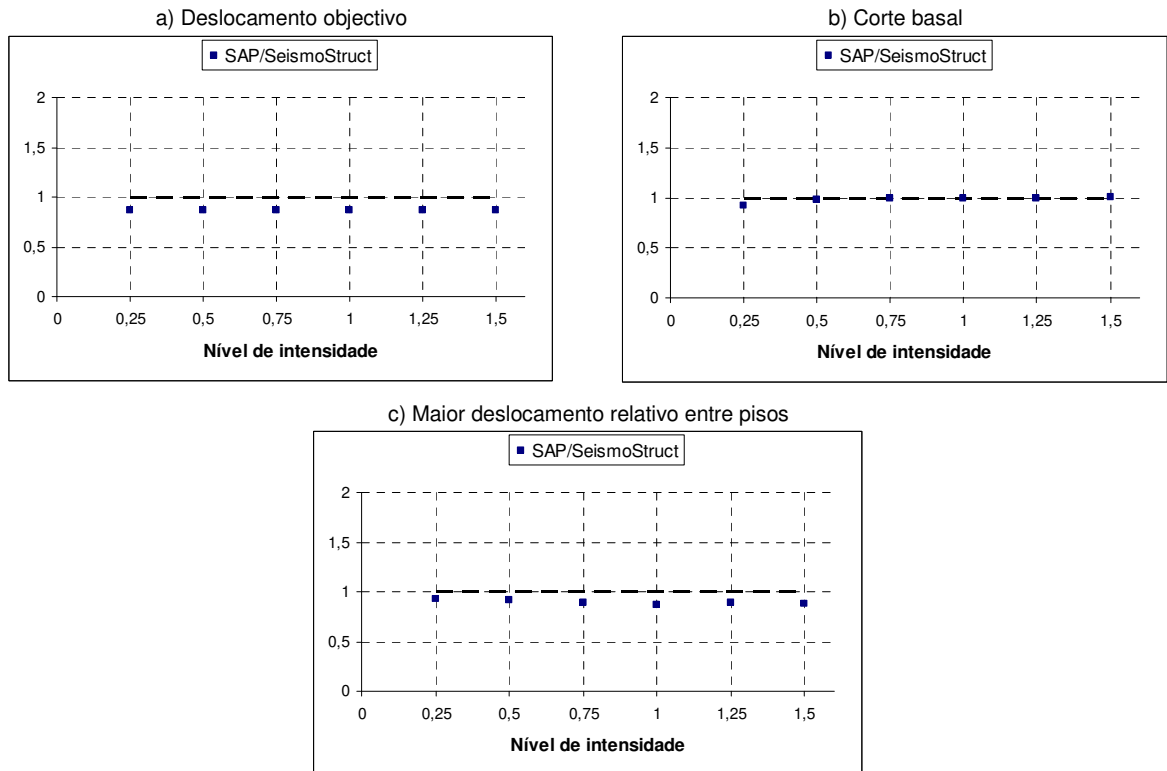 a) Deslocamento objectivo
SAP/SeismoStruct
2
1,5
1
0,5
0
0 0,25 0,5 0,75 1 1,25 1,5
Nível de intensidade
b) Corte basal
SAP/SeismoStruct
2
1,5
1
0,5
0
0 0,25 0,5 0,75 1 1,25 1,5
Nível de intensidade
c) Maior deslocamento relativo entre pisos
SAP/SeismoStruct
2
1,5
1
0,5
0
0 0,25 0,5 0,75 1 1,25 1,5
Nível de intensidade